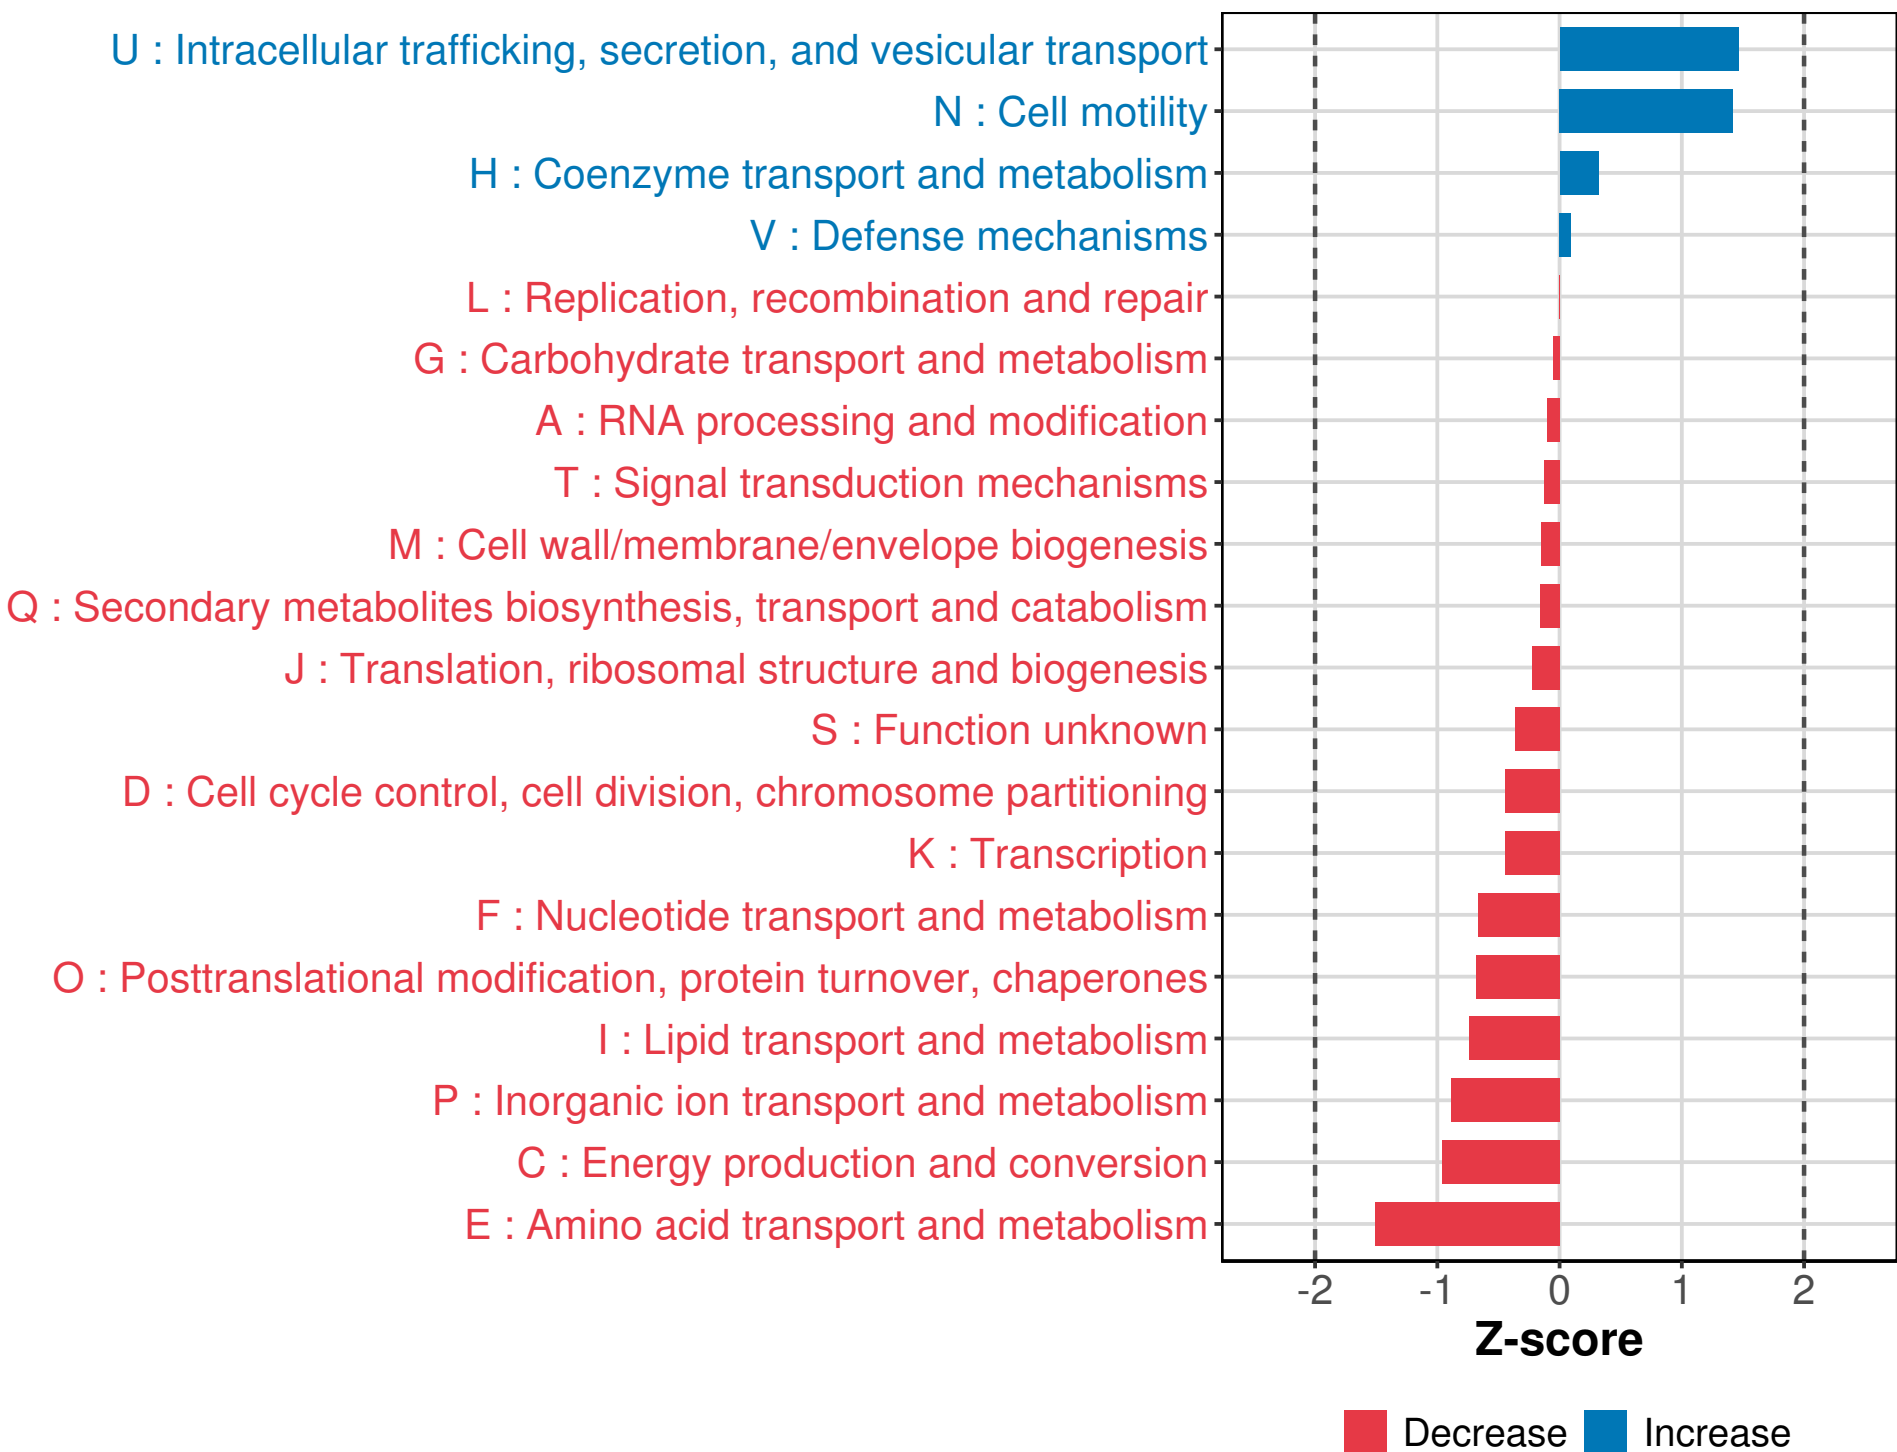 U : Intracellular trafficking, secretion, and vesicular transport
N : Cell motility
H : Coenzyme transport and metabolism
V : Defense mechanisms
L : Replication, recombination and repair
G : Carbohydrate transport and metabolism
A : RNA processing and modification
T : Signal transduction mechanisms
M : Cell wall/membrane/envelope biogenesis
Q : Secondary metabolites biosynthesis, transport and catabolism
J : Translation, ribosomal structure and biogenesis
S : Function unknown
D : Cell cycle control, cell division, chromosome partitioning
K : Transcription
F : Nucleotide transport and metabolism
O : Posttranslational modification, protein turnover, chaperones
I : Lipid transport and metabolism
P : Inorganic ion transport and metabolism
C : Energy production and conversion
E : Amino acid transport and metabolism
-2 -1 0 1 2
Z-score
Decrease Increase